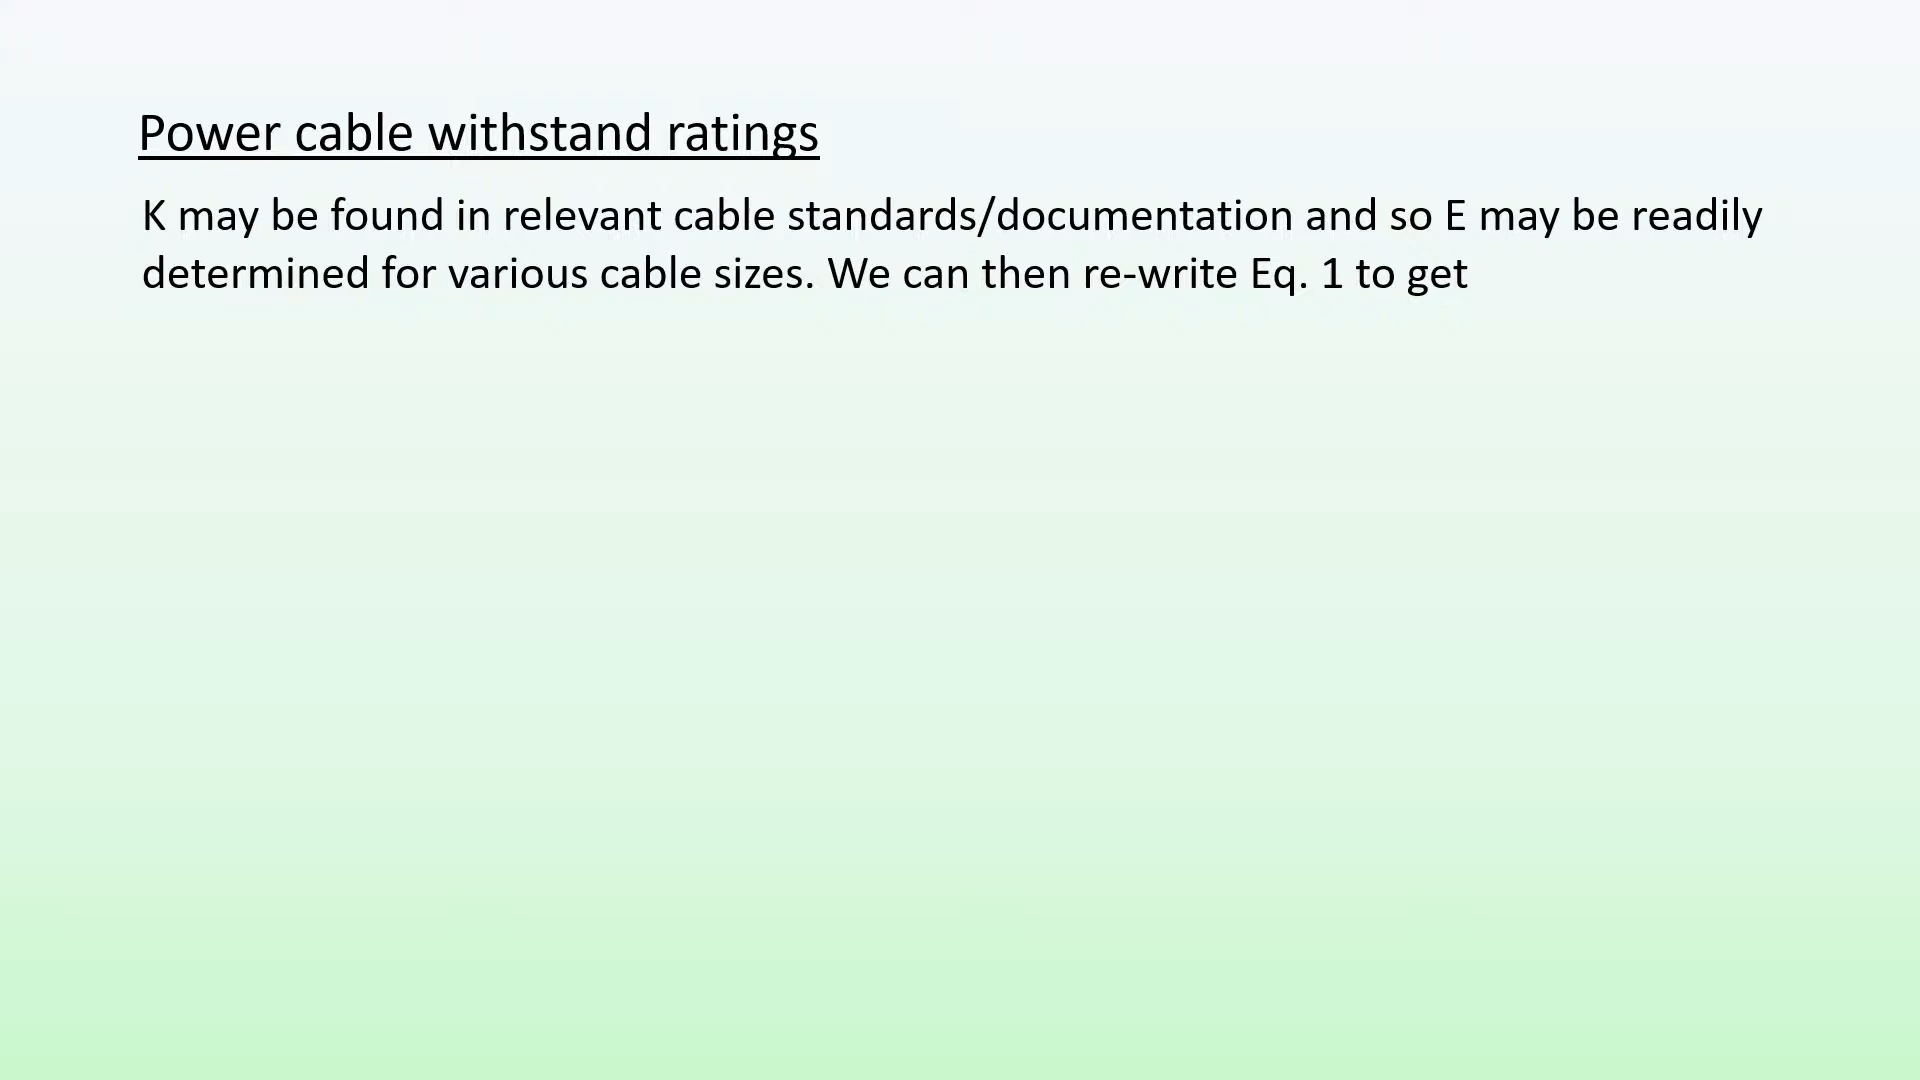 Power cable withstand ratings
K may be found in relevant cable standards/documentation and so E may be readily
determined for various cable sizes. We can then re-write Eq. 1 to get